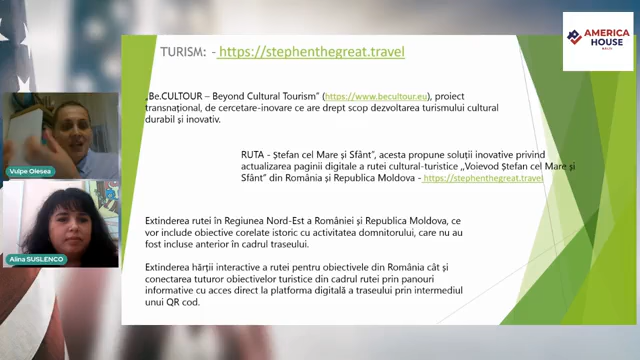 AMERICA
HOUSE
BALTI
TURISM: - https://stephenthegreat.travel
„Be.CULTOUR – Beyond Cultural Tourism" (https://www.becultour.eu), proiect
transnațional, de cercetare-inovare ce are drept scop dezvoltarea turismului cultural
durabil și inovativ.
RUTA - Ștefan cel Mare și Sfânt", acesta propune soluții inovative privind
actualizarea paginii digitale a rutei cultural-turistice „Voievod Ștefan cel Mare și
Sfânt" din România și Republica Moldova - https://stephenthegreat.travel
Extinderea rutei în Regiunea Nord-Est a României și Republica Moldova, ce
vor include obiective corelate istoric cu activitatea domnitorului, care nu au
fost incluse anterior în cadrul traseului.
Extinderea hărții interactive a rutei pentru obiectivele din România cât și
conectarea tuturor obiectivelor turistice din cadrul rutei prin panouri
informative cu acces direct la platforma digitală a traseului prin intermediul
unui QR cod.
Vulpe Olesea
Alina SUSLENCO